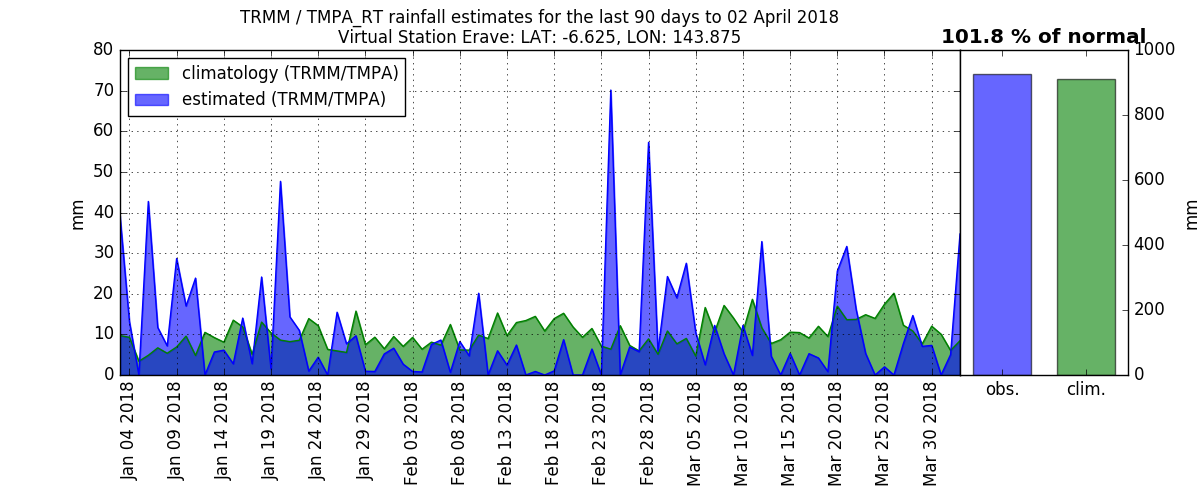 TRMM / TMPA_RT rainfall estimates for the last 90 days to 02 April 2018
Virtual Station Erave: LAT: -6.625, LON: 143.875
101.8 % of normal
climatology (TRMM/TMPA)
estimated (TRMM/TMPA)
mm
80
70
60
50
40
30
20
10
0
Jan 04 2018
Jan 09 2018
Jan 14 2018
Jan 19 2018
Jan 24 2018
Jan 29 2018
Feb 03 2018
Feb 08 2018
Feb 13 2018
Feb 18 2018
Feb 23 2018
Feb 28 2018
Mar 05 2018
Mar 10 2018
Mar 15 2018
Mar 20 2018
Mar 25 2018
Mar 30 2018
obs.
clim.
1000
800
600
400
200
0
mm